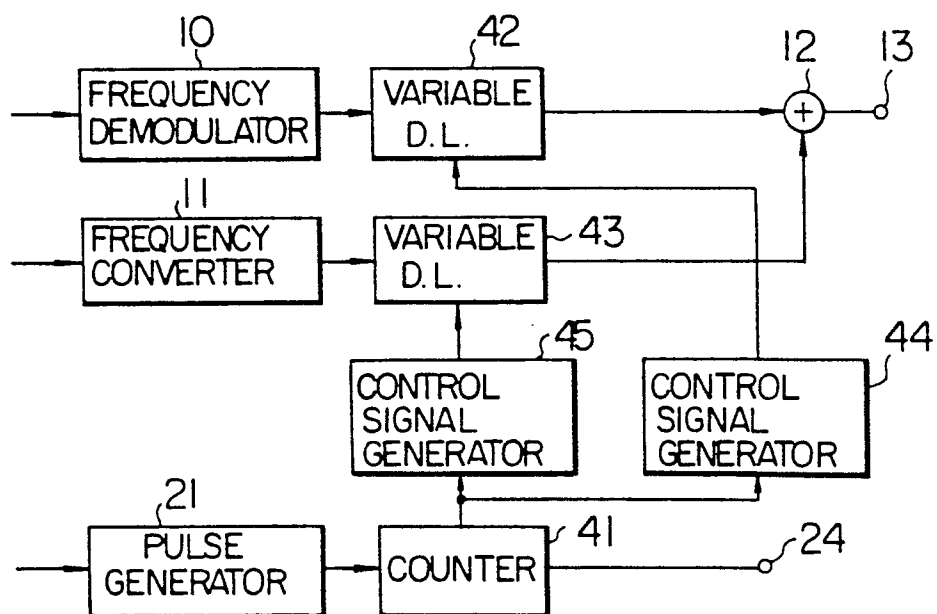 10
42
12
13
FREQUENCY
DEMODULATOR
VARIABLE
D.L.
+
11
FREQUENCY
CONVERTER
VARIABLE
D.L.
43
45
44
CONTROL
SIGNAL
GENERATOR
CONTROL
SIGNAL
GENERATOR
21
41
24
PULSE
GENERATOR
COUNTER